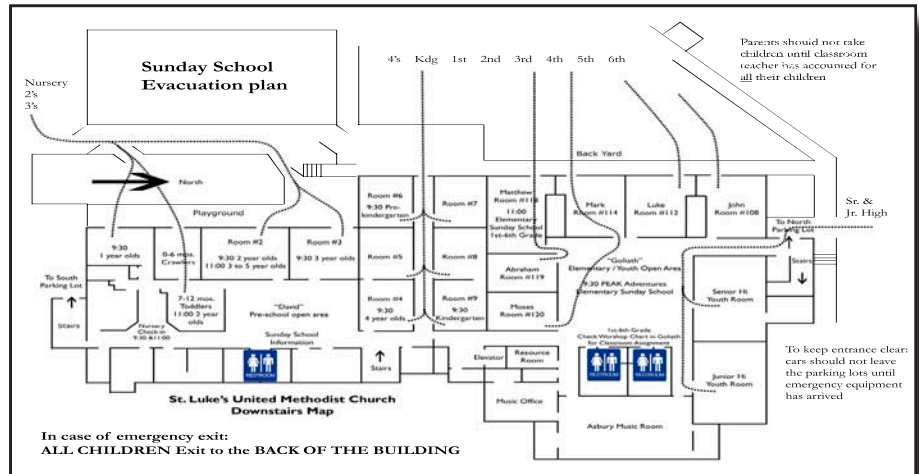 Sunday School
Evacuation plan
Nursery
2's
3's
4's Kdg 1st 2nd 3rd 4th 5th 6th
Parents should not take
children until classroom
teacher has accounted for
all their children
Back Yard
North
Playground
Room #6
9:30 Pre-
kindergarten
Room #7
Matthew
Room #118
11:00
Elementary
Sunday School
1st-6th Grade
Mark
Room #114
Luke
Room #112
John
Room #108
Sr. &
Jr. High
To North
Parking Lot
Stairs
9:30
1 year olds
0-6 mos.
Crawlers
Room #2
9:30 2 year olds
11:00 3 to 5 year olds
Room #3
9:30 3 year olds
Room #5
Room #8
Abraham
Room #119
"Goliath"
Elementary / Youth Open Area
9:30 PEAK Adventures
Elementary Sunday School
To South
Parking Lot
Stairs
7-12 mos.
Toddlers
11:00 2 year
olds
Nursery
Check-in
9:30 &11:00
"David"
Pre-school open area
Sunday School
Information
RESTROOM
Room #4
9:30
4 year olds
Room #9
9:30
Kindergarten
Moses
Room #120
Senior Hi
Youth Room
1st-6th Grade
Check Worship Chart in Goliath
for Classroom Assignment
RESTROOM
RESTROOM
Stairs
Elevator
Resource
Room
Music Office
Asbury Music Room
Junior Hi
Youth Room
To keep entrance clear:
cars should not leave
the parking lots until
emergency equipment
has arrived
St. Luke's United Methodist Church
Downstairs Map
In case of emergency exit:
ALL CHILDREN Exit to the BACK OF THE BUILDING